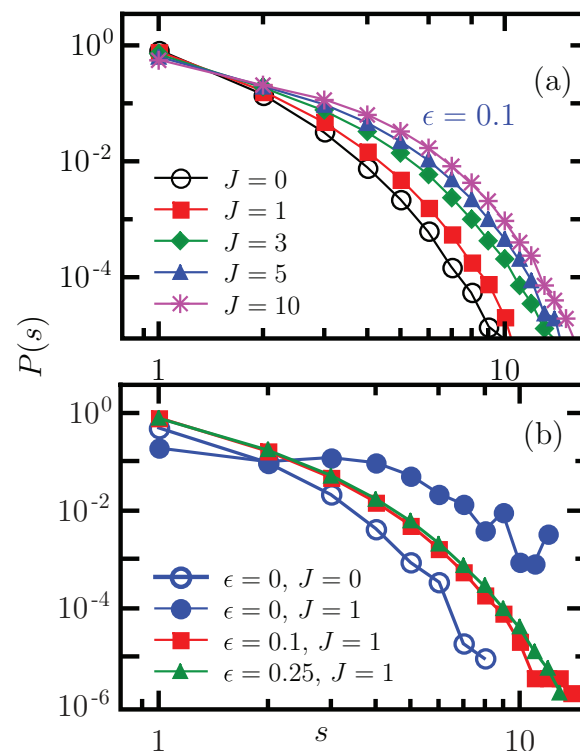 10^0
(a)
ϵ = 0.1
10^{-2}
J = 0
J = 1
J = 3
10^{-4}
J = 5
J = 10
P(s)
1
10
10^0
(b)
10^{-2}
ϵ = 0, J = 0
ϵ = 0, J = 1
10^{-4}
ϵ = 0.1, J = 1
ϵ = 0.25, J = 1
10^{-6}
1
s
10